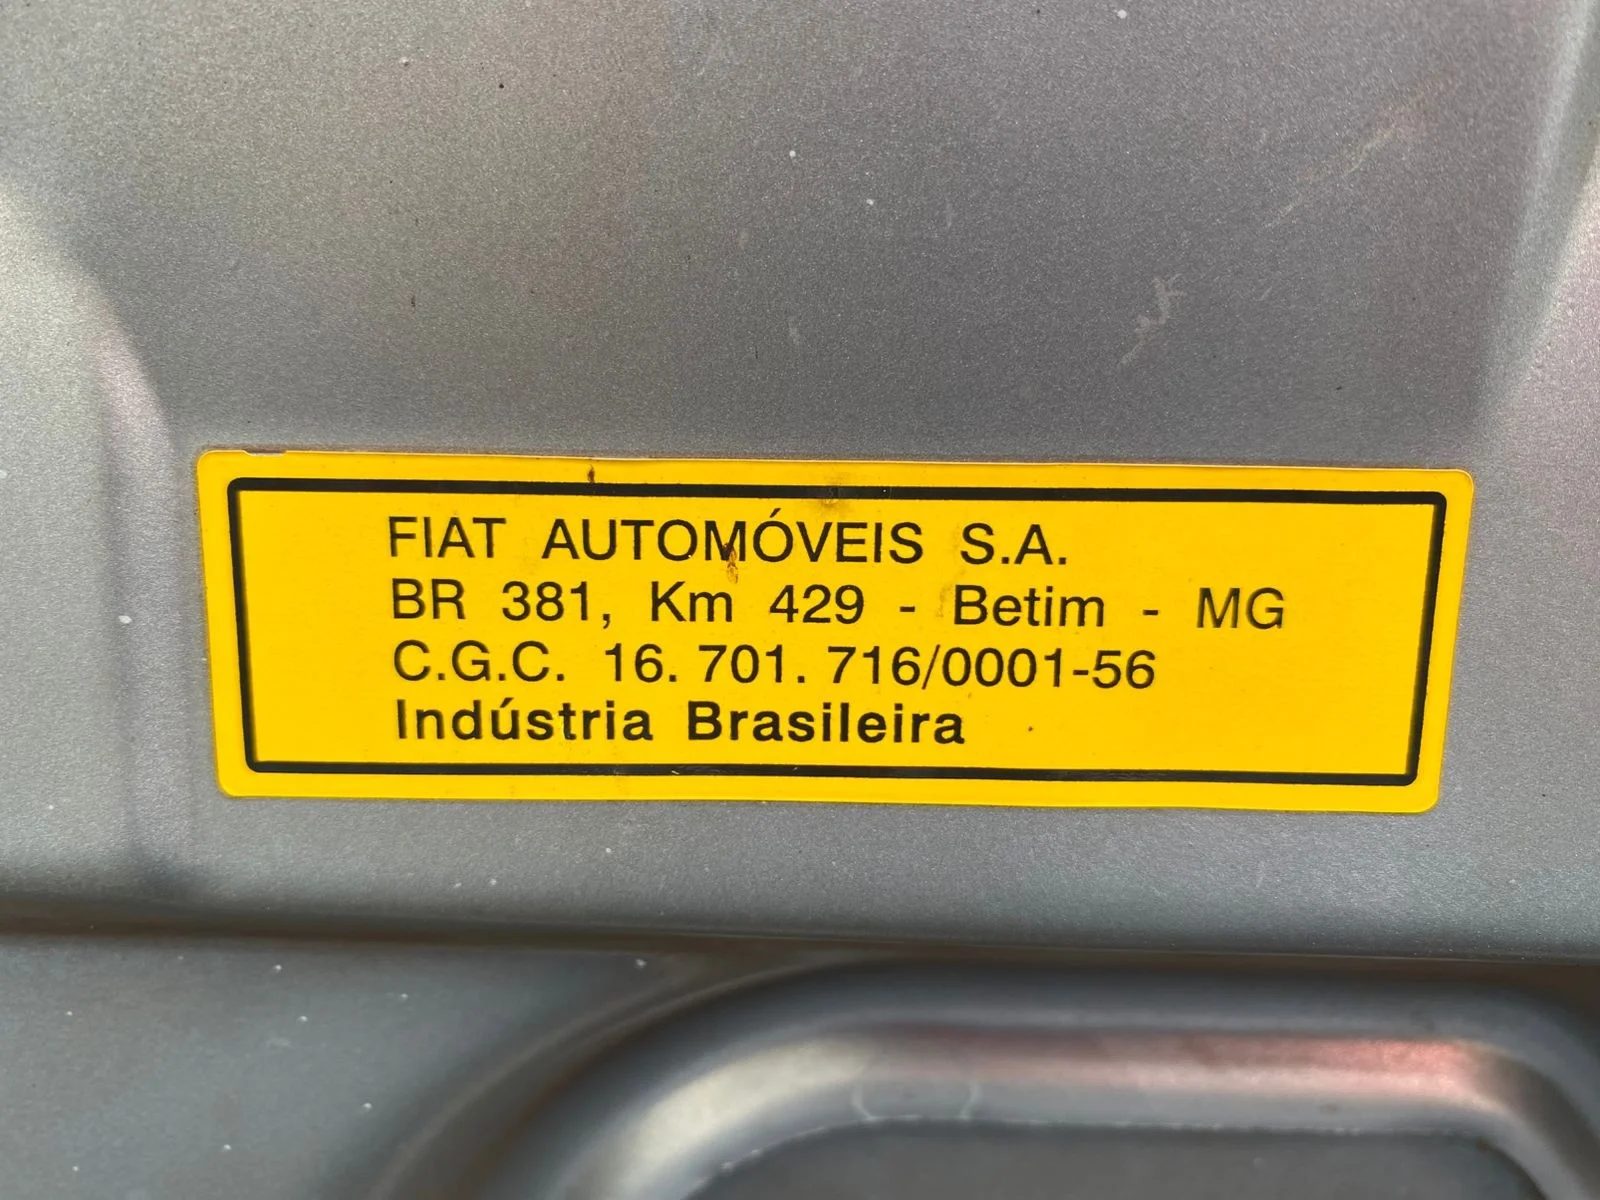 FIAT AUTOMÓVEIS S.A.
BR 381, Km 429 - Betim - MG
C.G.C. 16. 701. 716/0001-56
Indústria Brasileira